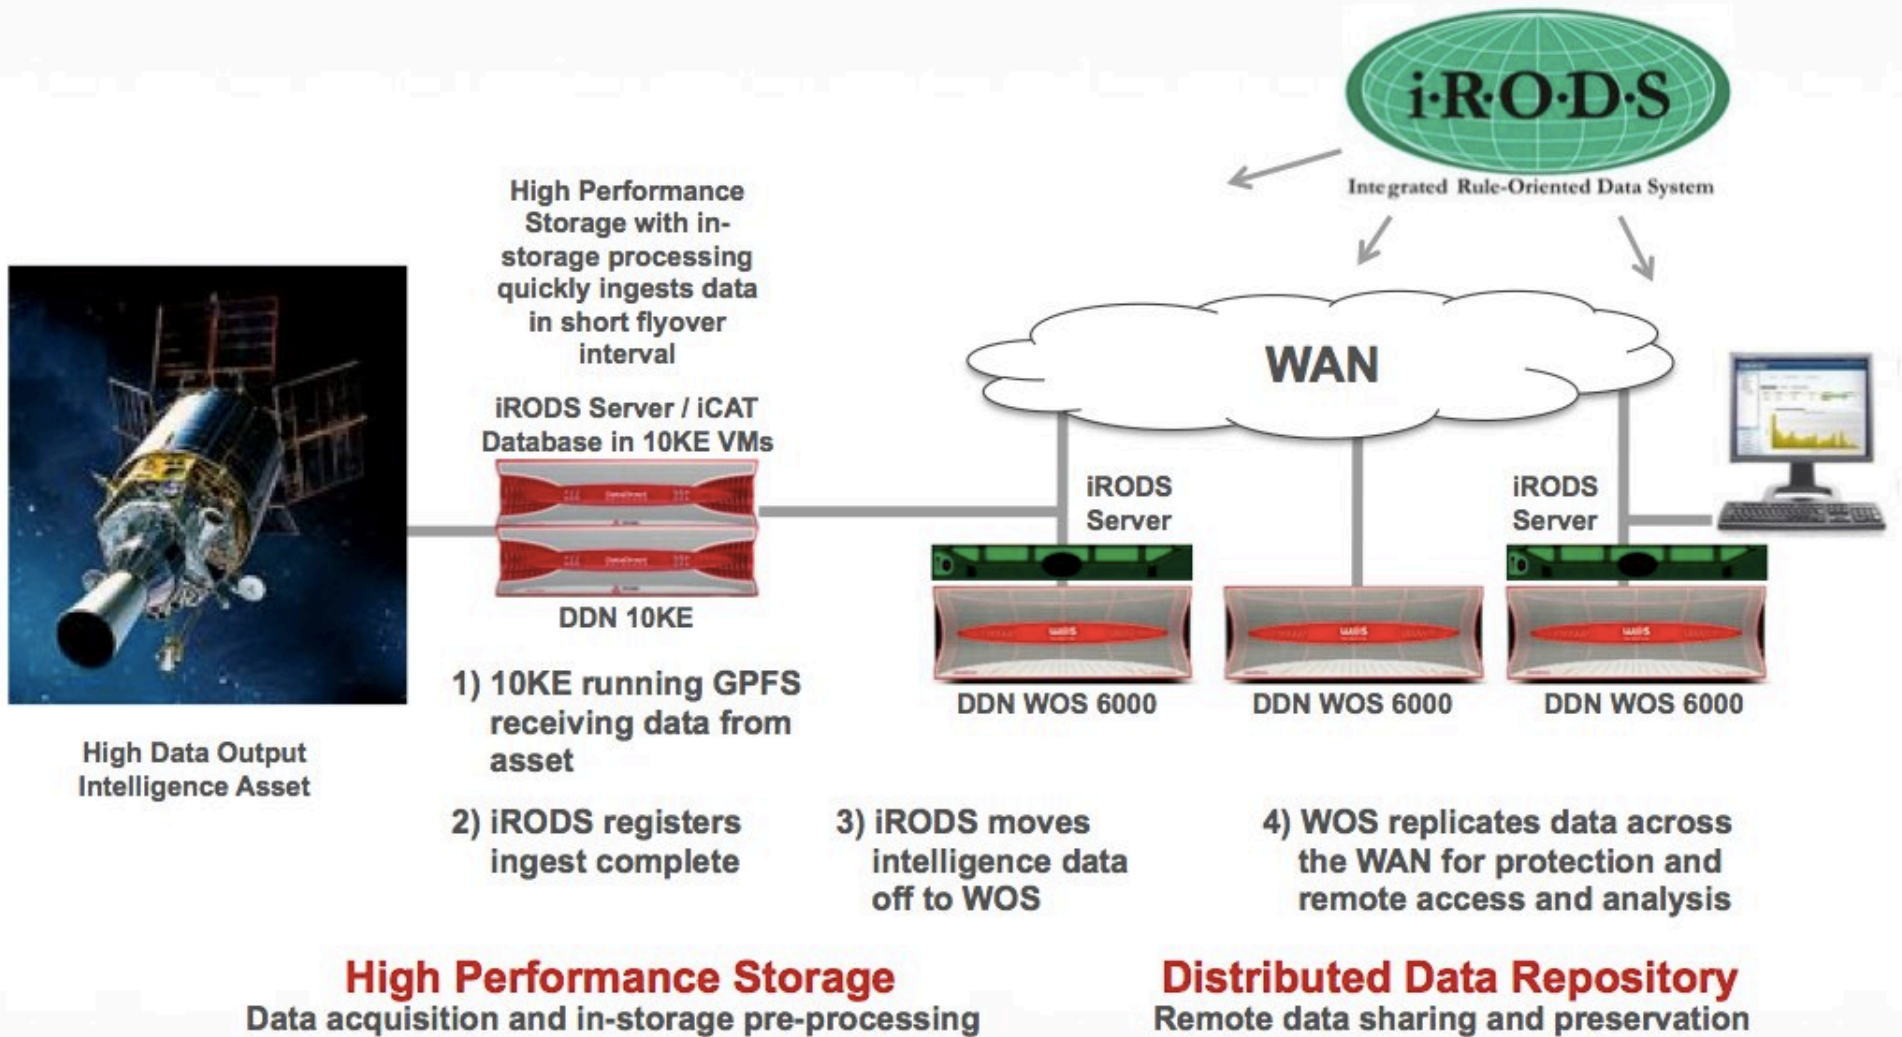 i·R·O·D·S
Integrated Rule-Oriented Data System
High Performance
Storage with in-
storage processing
quickly ingests data
in short flyover
interval
iRODS Server / iCAT
Database in 10KE VMs
DataDirect
DataDirect
DDN 10KE
High Data Output
Intelligence Asset
WAN
iRODS
Server
iRODS
Server
wos
wos
wos
DDN WOS 6000
DDN WOS 6000
DDN WOS 6000
1) 10KE running GPFS
receiving data from
asset
2) iRODS registers
ingest complete
3) iRODS moves
intelligence data
off to WOS
4) WOS replicates data across
the WAN for protection and
remote access and analysis
High Performance Storage
Data acquisition and in-storage pre-processing
Distributed Data Repository
Remote data sharing and preservation